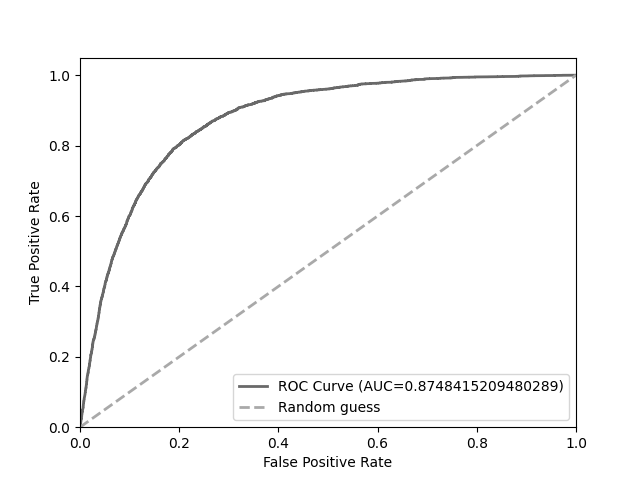 1.0
0.8
0.6
0.4
0.2
0.0
True Positive Rate
ROC Curve (AUC=0.8748415209480289)
Random guess
0.0 0.2 0.4 0.6 0.8 1.0
False Positive Rate